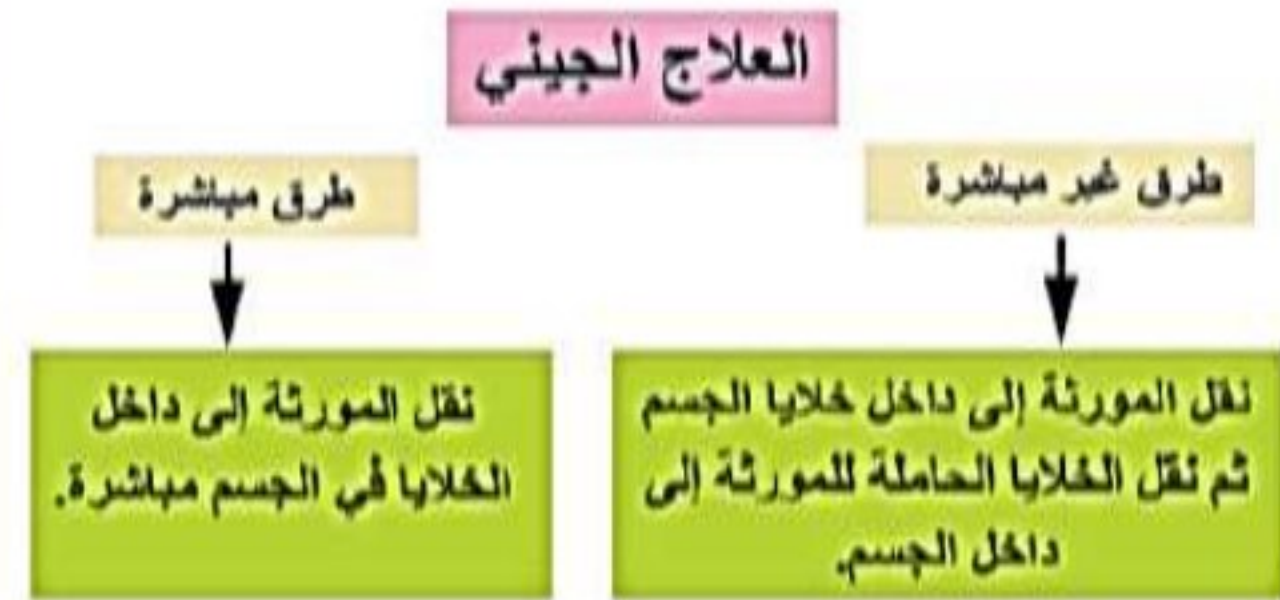 العلاج الجيني
طرق غير مباشرة
طرق مباشرة
نقل المورثة إلى داخل خلايا الجسم
ثم نقل الخلايا الحاملة للمورثة إلى
داخل الجسم.
نقل المورثة إلى داخل
الخلايا في الجسم مباشرة.